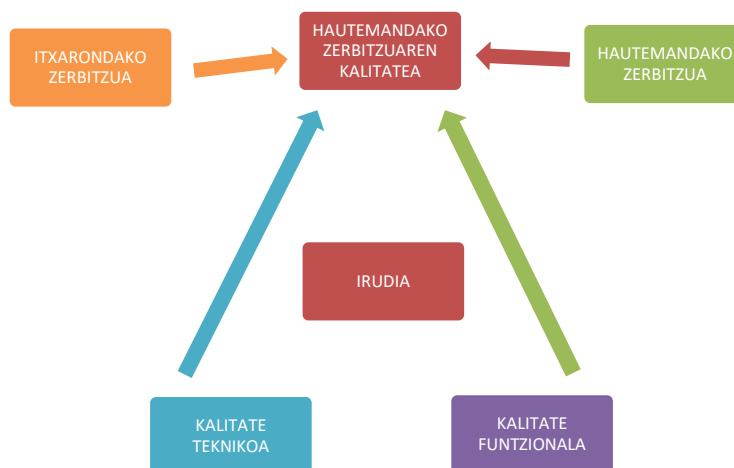 ITXARONDAKO
ZERBITZUA
HAUTEMANDAKO
ZERBITZUAREN
KALITATEA
HAUTEMANDAKO
ZERBITZUA
IRUDIA
KALITATE
TEKNIKOA
KALITATE
FUNTZIONALA